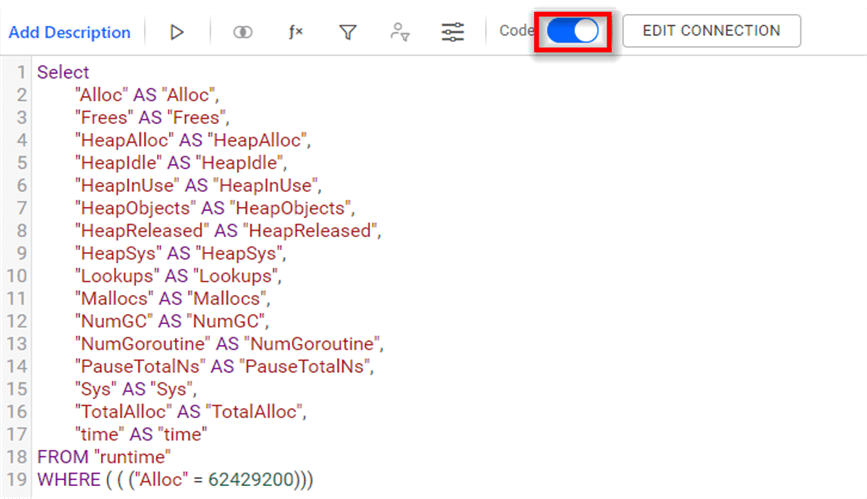 Add Description fx Code EDIT CONNECTION
1 Select
2 "Alloc" AS "Alloc",
3 "Frees" AS "Frees",
4 "HeapAlloc" AS "HeapAlloc",
5 "HeapIdle" AS "HeapIdle",
6 "HeapInUse" AS "HeapInUse",
7 "HeapObjects" AS "HeapObjects",
8 "HeapReleased" AS "HeapReleased",
9 "HeapSys" AS "HeapSys",
10 "Lookups" AS "Lookups",
11 "Mallocs" AS "Mallocs",
12 "NumGC" AS "NumGC",
13 "NumGoroutine" AS "NumGoroutine",
14 "PauseTotalNs" AS "PauseTotalNs",
15 "Sys" AS "Sys",
16 "TotalAlloc" AS "TotalAlloc",
17 "time" AS "time"
18 FROM "runtime"
19 WHERE ( ( ("Alloc" = 62429200)))